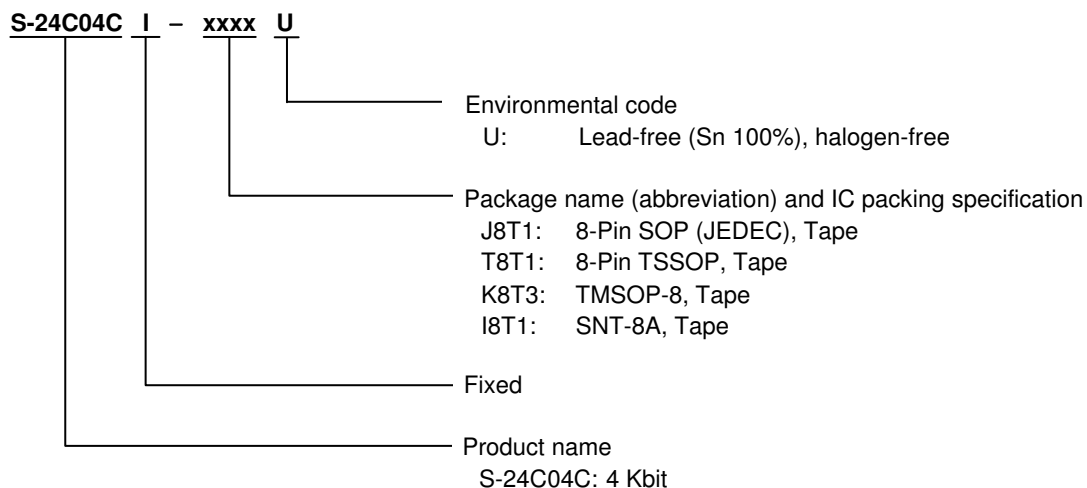 S-24C04C I – xxxx U
Environmental code
U: Lead-free (Sn 100%), halogen-free
Package name (abbreviation) and IC packing specification
J8T1: 8-Pin SOP (JEDEC), Tape
T8T1: 8-Pin TSSOP, Tape
K8T3: TMSOP-8, Tape
I8T1: SNT-8A, Tape
Fixed
Product name
S-24C04C: 4 Kbit